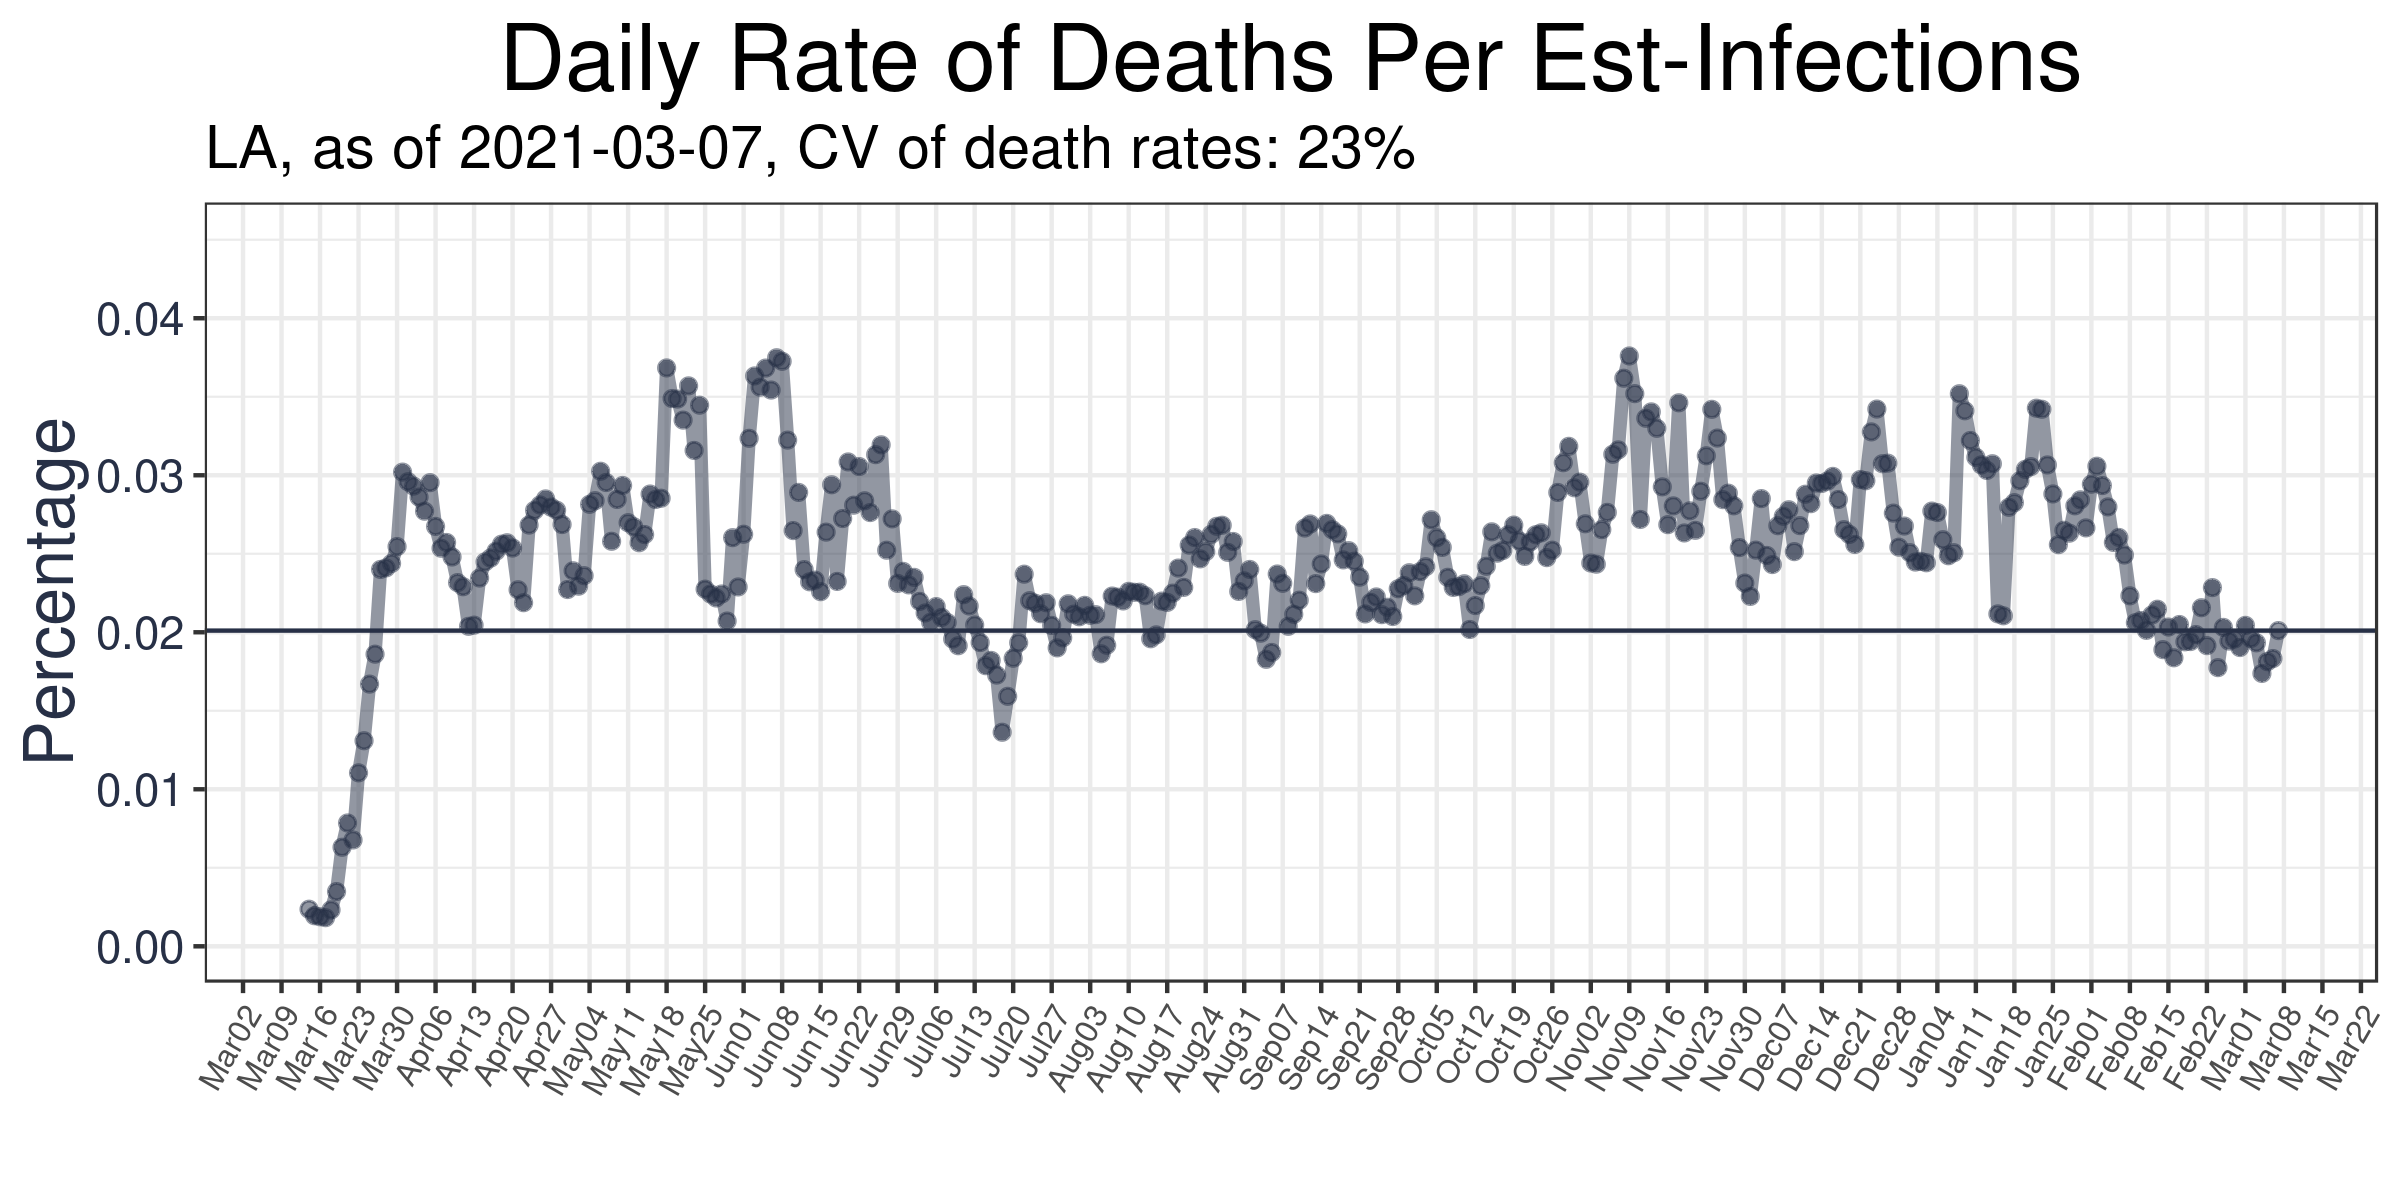 Daily Rate of Deaths Per Est-Infections
LA, as of 2021-03-07, CV of death rates: 23%
Percentage
0.04
0.03
0.02
0.01
0.00
Mar02
Mar09
Mar16
Mar23
Mar30
Apr06
Apr13
Apr20
Apr27
May04
May11
May18
May25
Jun01
Jun08
Jun15
Jun22
Jun29
Jul06
Jul13
Jul20
Jul27
Aug03
Aug10
Aug17
Aug24
Aug31
Sep07
Sep14
Sep21
Sep28
Oct05
Oct12
Oct19
Oct26
Nov02
Nov09
Nov16
Nov23
Nov30
Dec07
Dec14
Dec21
Dec28
Jan04
Jan11
Jan18
Jan25
Feb01
Feb08
Feb15
Feb22
Mar01
Mar08
Mar15
Mar22